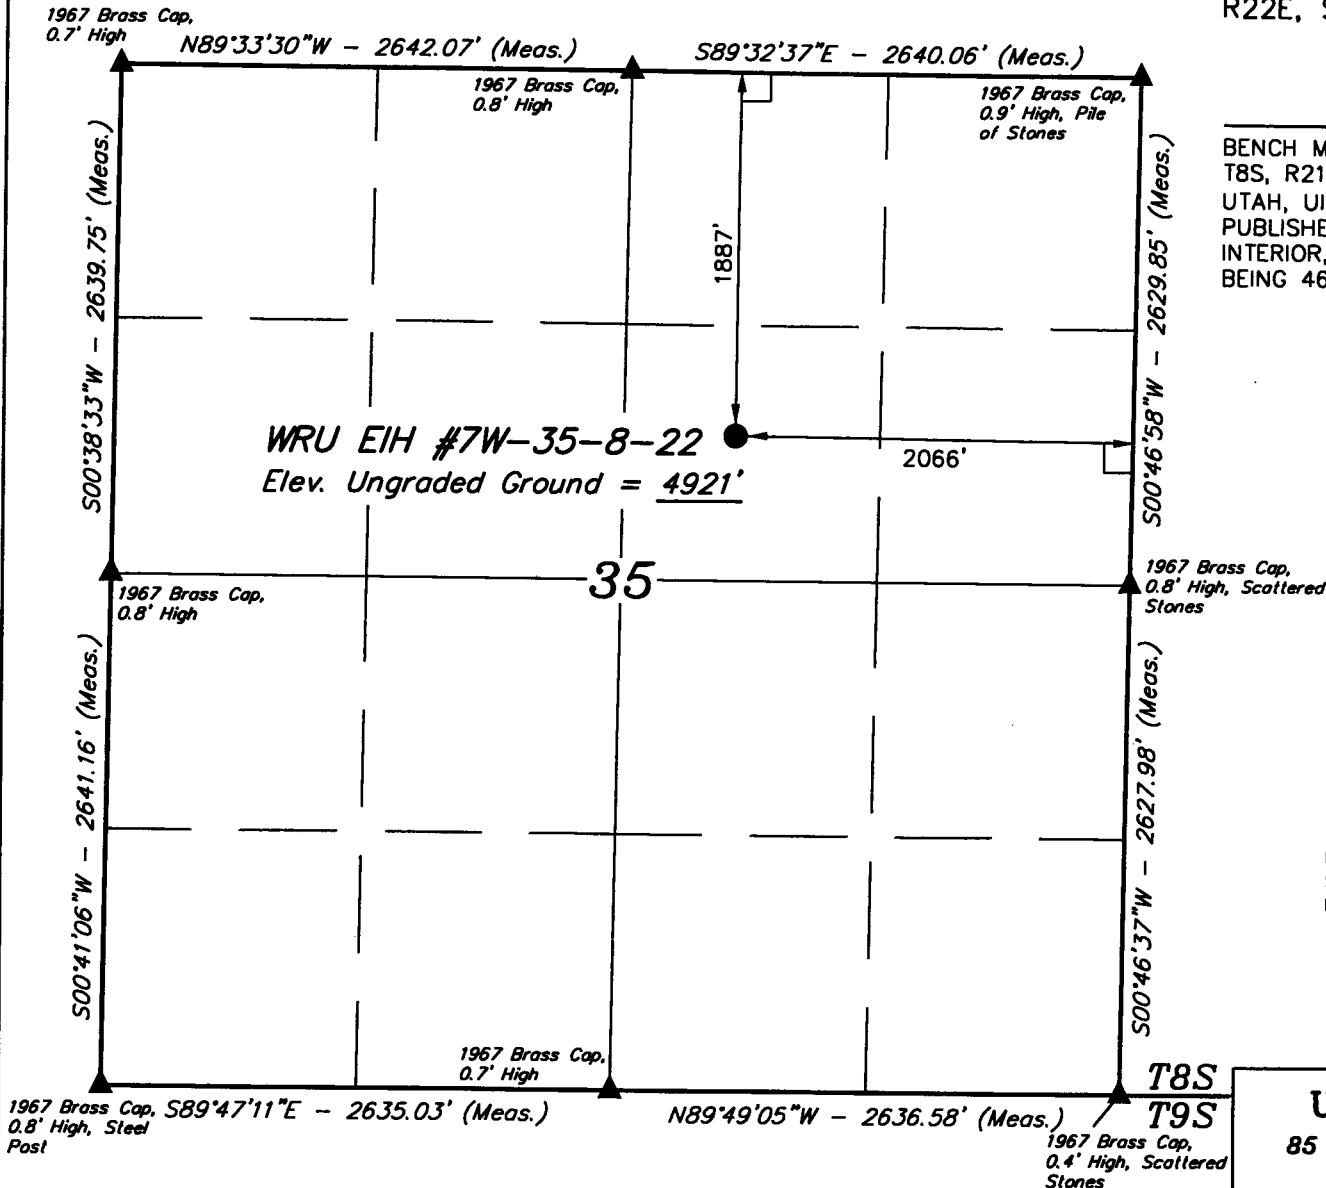 R22E, S
1967 Brass Cap,
0.7' High
N89°33'30"W - 2642.07' (Meas.)
S89°32'37"E - 2640.06' (Meas.)
1967 Brass Cap,
0.8' High
1967 Brass Cap,
0.9' High, Pile
of Stones
BENCH M
T8S, R21
UTAH, UI
PUBLISHE
INTERIOR,
BEING 46
S00°38'33"W - 2639.75' (Meas.)
1887'
S00°46'58"W - 2629.85' (Meas.)
WRU EIH #7W-35-8-22
Elev. Ungraded Ground = 4921'
2066'
35
1967 Brass Cap,
0.8' High
1967 Brass Cap,
0.8' High, Scattered
Stones
S00°41'06"W - 2641.16' (Meas.)
S00°46'37"W - 2627.98' (Meas.)
1967 Brass Cap,
0.7' High
T8S
T9S
1967 Brass Cap,
0.8' High, Steel
Post
S89°47'11"E - 2635.03' (Meas.)
N89°49'05"W - 2636.58' (Meas.)
1967 Brass Cap,
0.4' High, Scattered
Stones
U
85